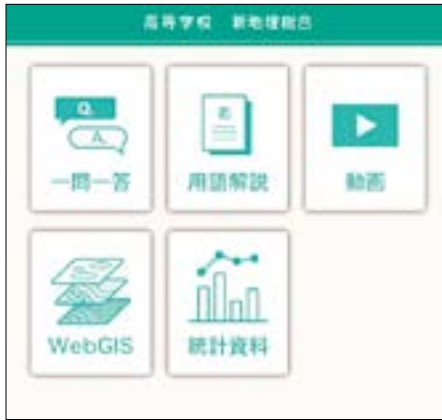 高等学校 新地理総合
Q.
A.
一問一答
あ
用語解説
動画
WebGIS
統計資料